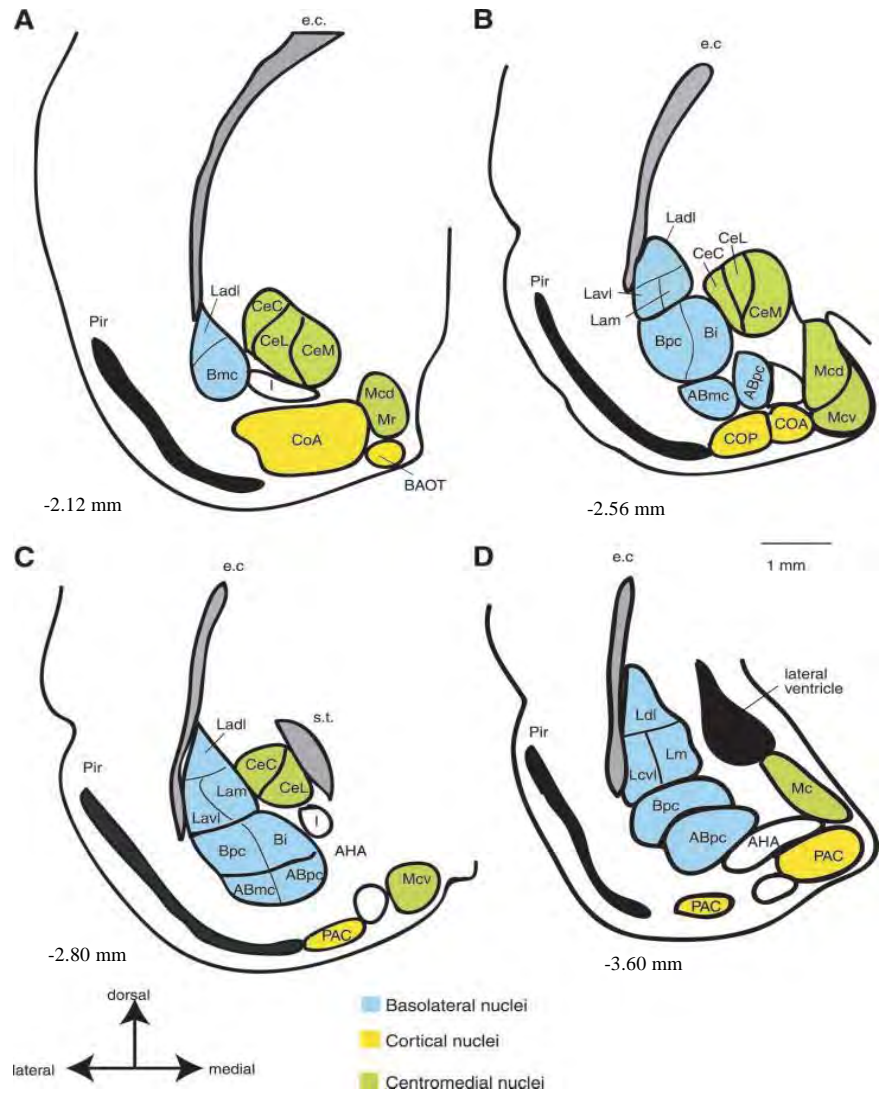 A
e.c.
Ladl
Pir
CeC
CeL
CeM
Bmc
I
Mcd
Mr
CoA
BAOT
-2.12 mm
B
e.c
Ladl
CeL
CeC
Lavl
Lam
CeM
Pir
Bpc
Bi
ABmc
ABpc
Mcd
Mcv
COP
COA
-2.56 mm
C
e.c
Ladl
s.t.
Pir
CeC
CeL
Lam
Lavl
I
Bpc
Bi
AHA
ABmc
ABpc
Mcv
PAC
-2.80 mm
D
1 mm
e.c
lateral
ventricle
Ldl
Pir
Lm
Lcvl
Mc
Bpc
ABpc
AHA
PAC
PAC
-3.60 mm
dorsal
lateral
medial
Basolateral nuclei
Cortical nuclei
Centromedial nuclei